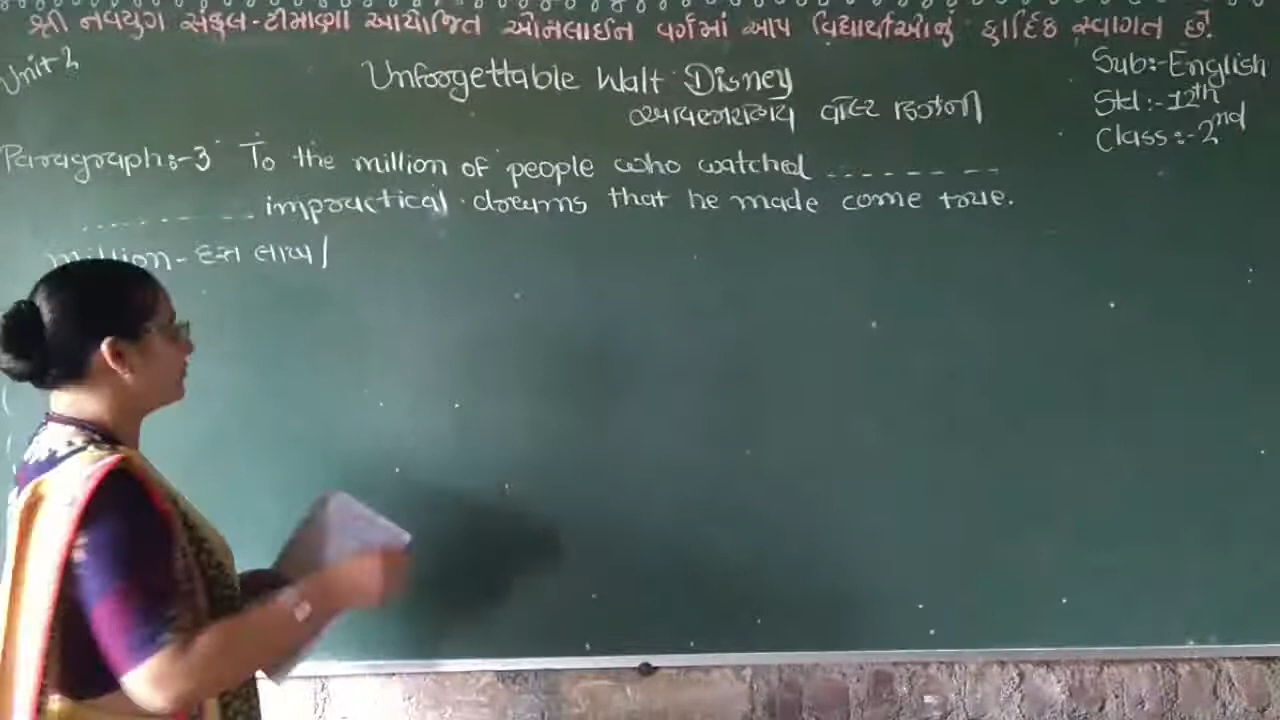 શ્રી નવયુગ સંકુલ-ટીમાણા આયોજિત ઓનલાઈન વર્ગમાં આપ વિદ્યાર્થીઓનું હાર્દિક સ્વાગત છે.
Unit 2
Unforgettable Walt Disney
અવિસ્મરણીય વૉલ્ટ ડિઝની
Sub:-English
Std:-12th
Class:-2nd
Paragraph:-3 To the million of people who watched --------
--------- impractical dreams that he made come true.
million - દસ લાખ/